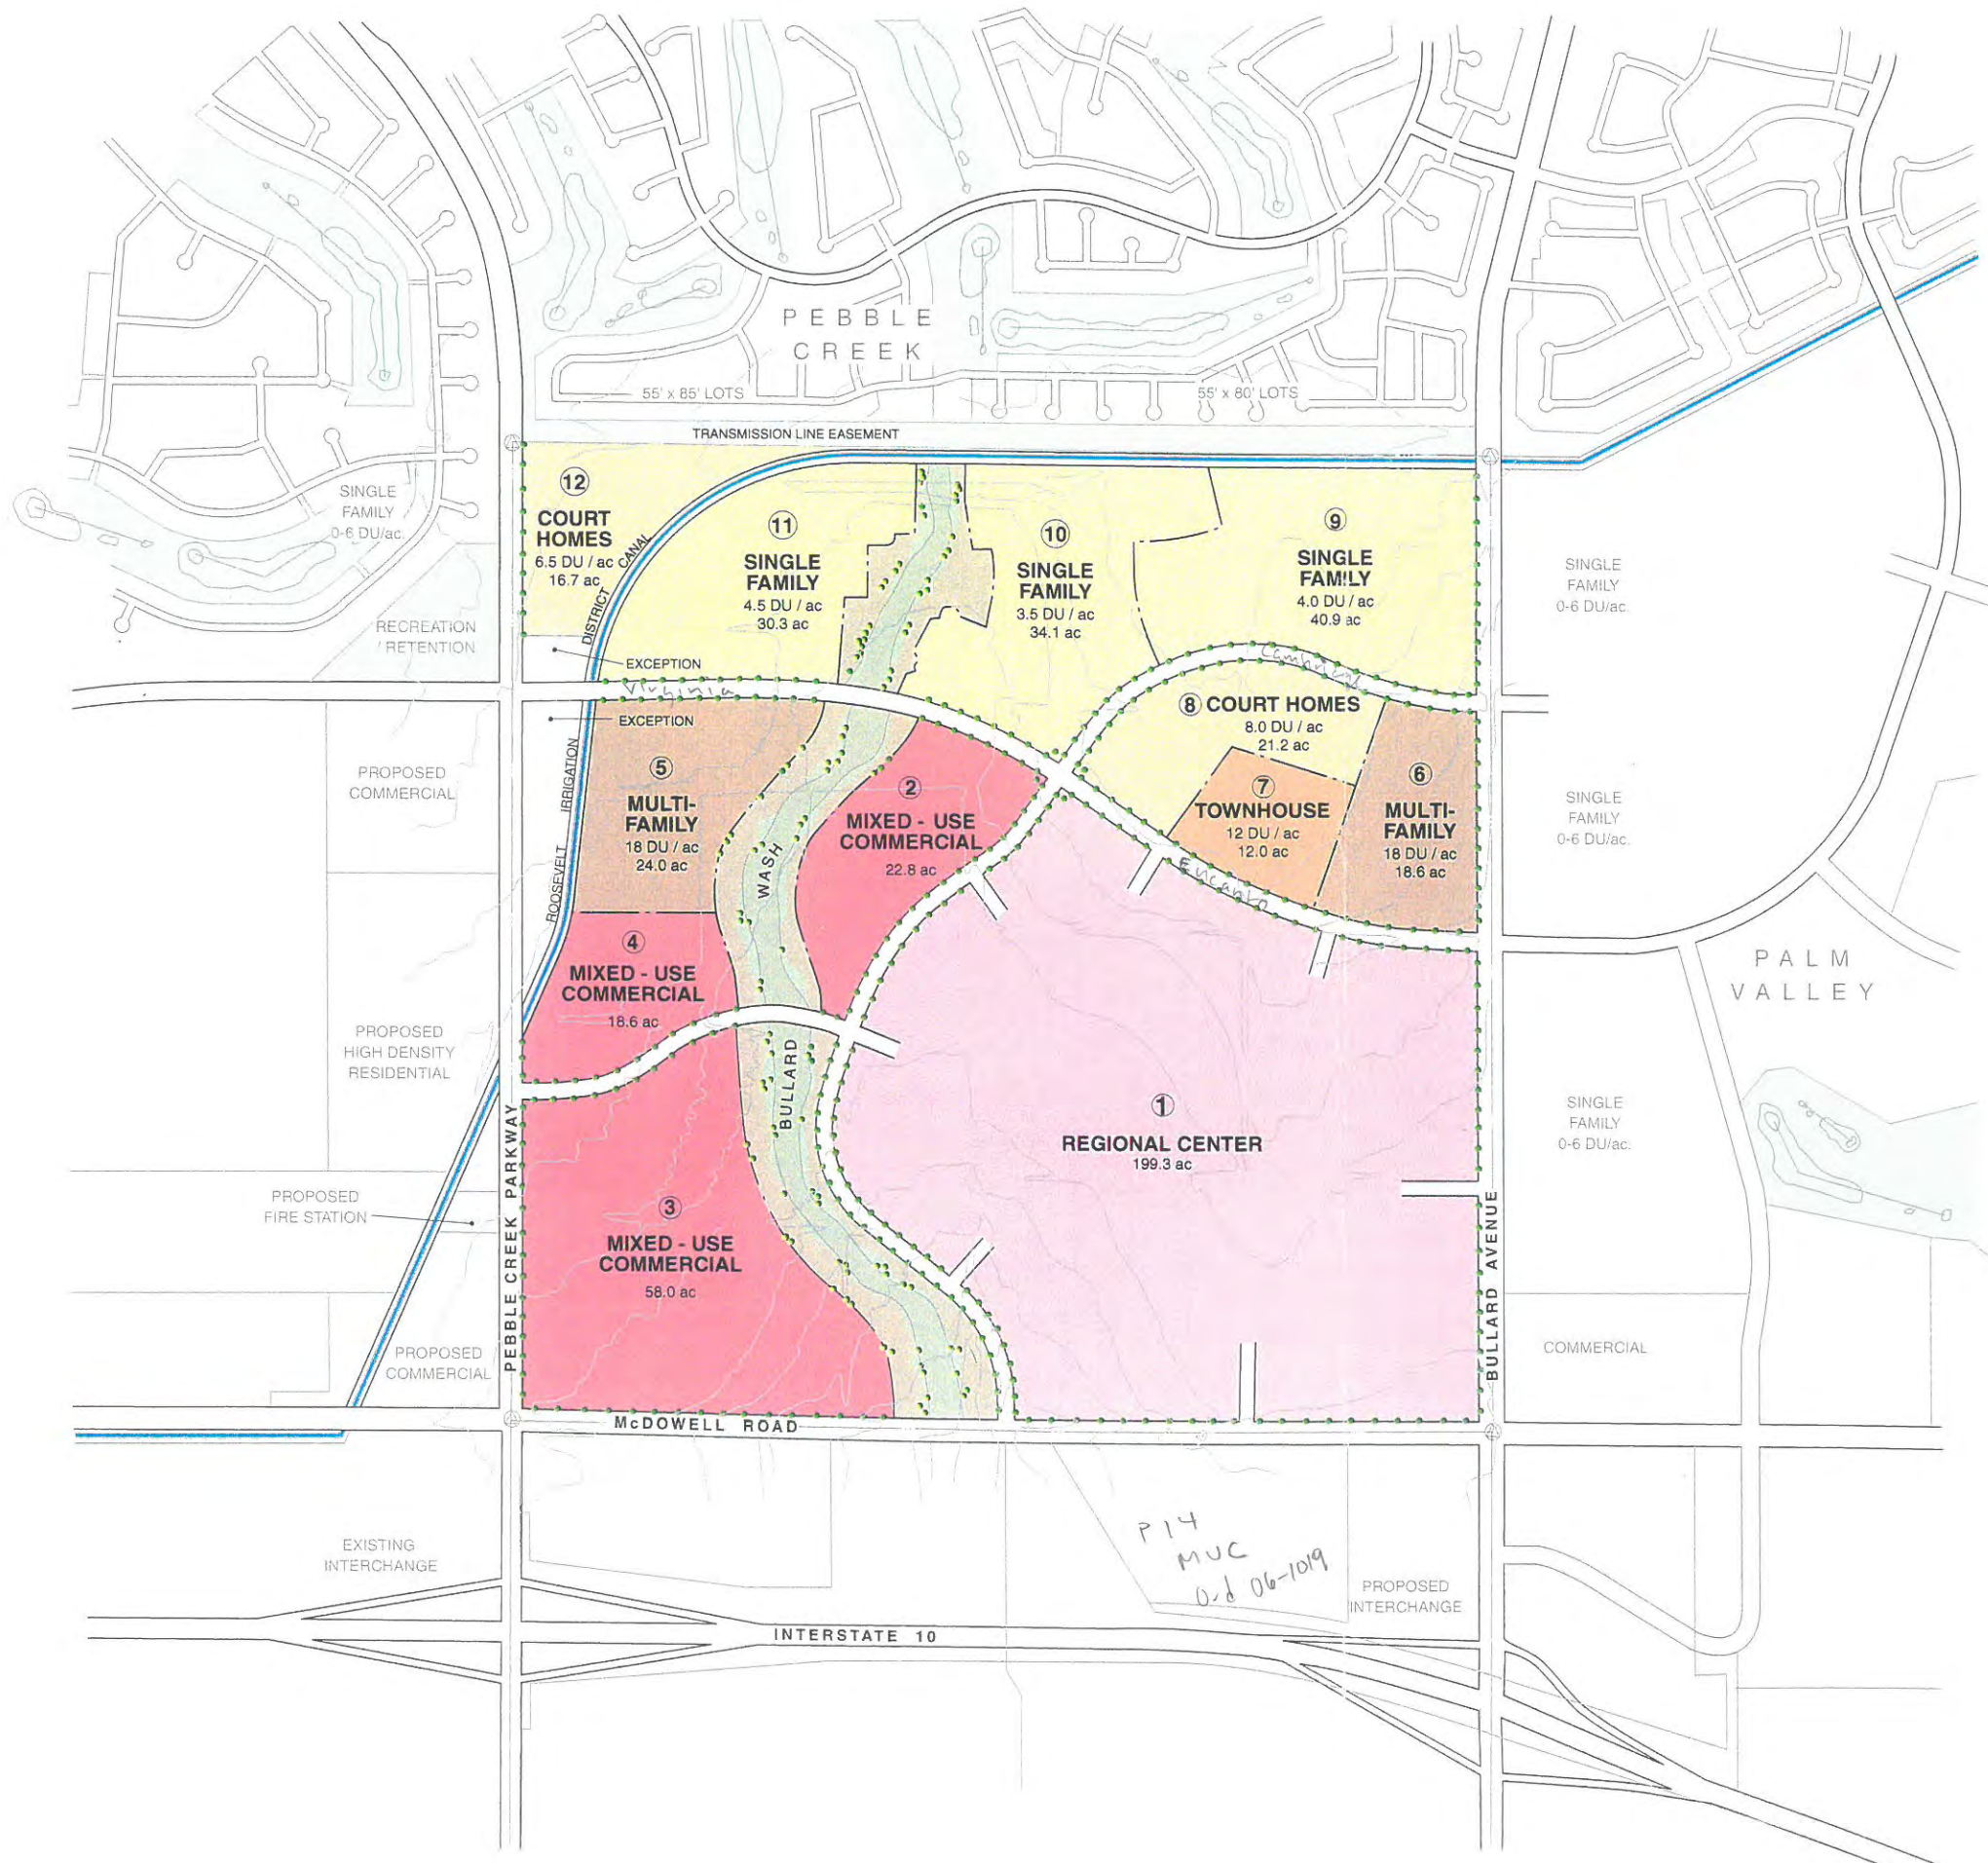 PEBBLE
CREEK
55' x 85' LOTS
55' x 80' LOTS
TRANSMISSION LINE EASEMENT
SINGLE
FAMILY
0-6 DU/ac.
RECREATION
/ RETENTION
12
COURT
HOMES
6.5 DU / ac
16.7 ac
11
SINGLE
FAMILY
4.5 DU / ac
30.3 ac
10
SINGLE
FAMILY
3.5 DU / ac
34.1 ac
9
SINGLE
FAMILY
4.0 DU / ac
40.9 ac
SINGLE
FAMILY
0-6 DU/ac.
ROOSEVELT IRRIGATION DISTRICT CANAL
EXCEPTION
Virginia
EXCEPTION
8 COURT HOMES
8.0 DU / ac
21.2 ac
PROPOSED
COMMERCIAL
5
MULTI-
FAMILY
18 DU / ac
24.0 ac
2
MIXED - USE
COMMERCIAL
22.8 ac
7
TOWNHOUSE
12 DU / ac
12.0 ac
6
MULTI-
FAMILY
18 DU / ac
18.6 ac
SINGLE
FAMILY
0-6 DU/ac.
Encanto
4
MIXED - USE
COMMERCIAL
18.6 ac
BULLARD WASH
PALM
VALLEY
PROPOSED
HIGH DENSITY
RESIDENTIAL
1
REGIONAL CENTER
199.3 ac
SINGLE
FAMILY
0-6 DU/ac.
PROPOSED
FIRE STATION
3
MIXED - USE
COMMERCIAL
58.0 ac
PEBBLE CREEK PARKWAY
BULLARD AVENUE
PROPOSED
COMMERCIAL
COMMERCIAL
McDOWELL ROAD
EXISTING
INTERCHANGE
P 14
MUC
Ord 06-1019
PROPOSED
INTERCHANGE
INTERSTATE 10